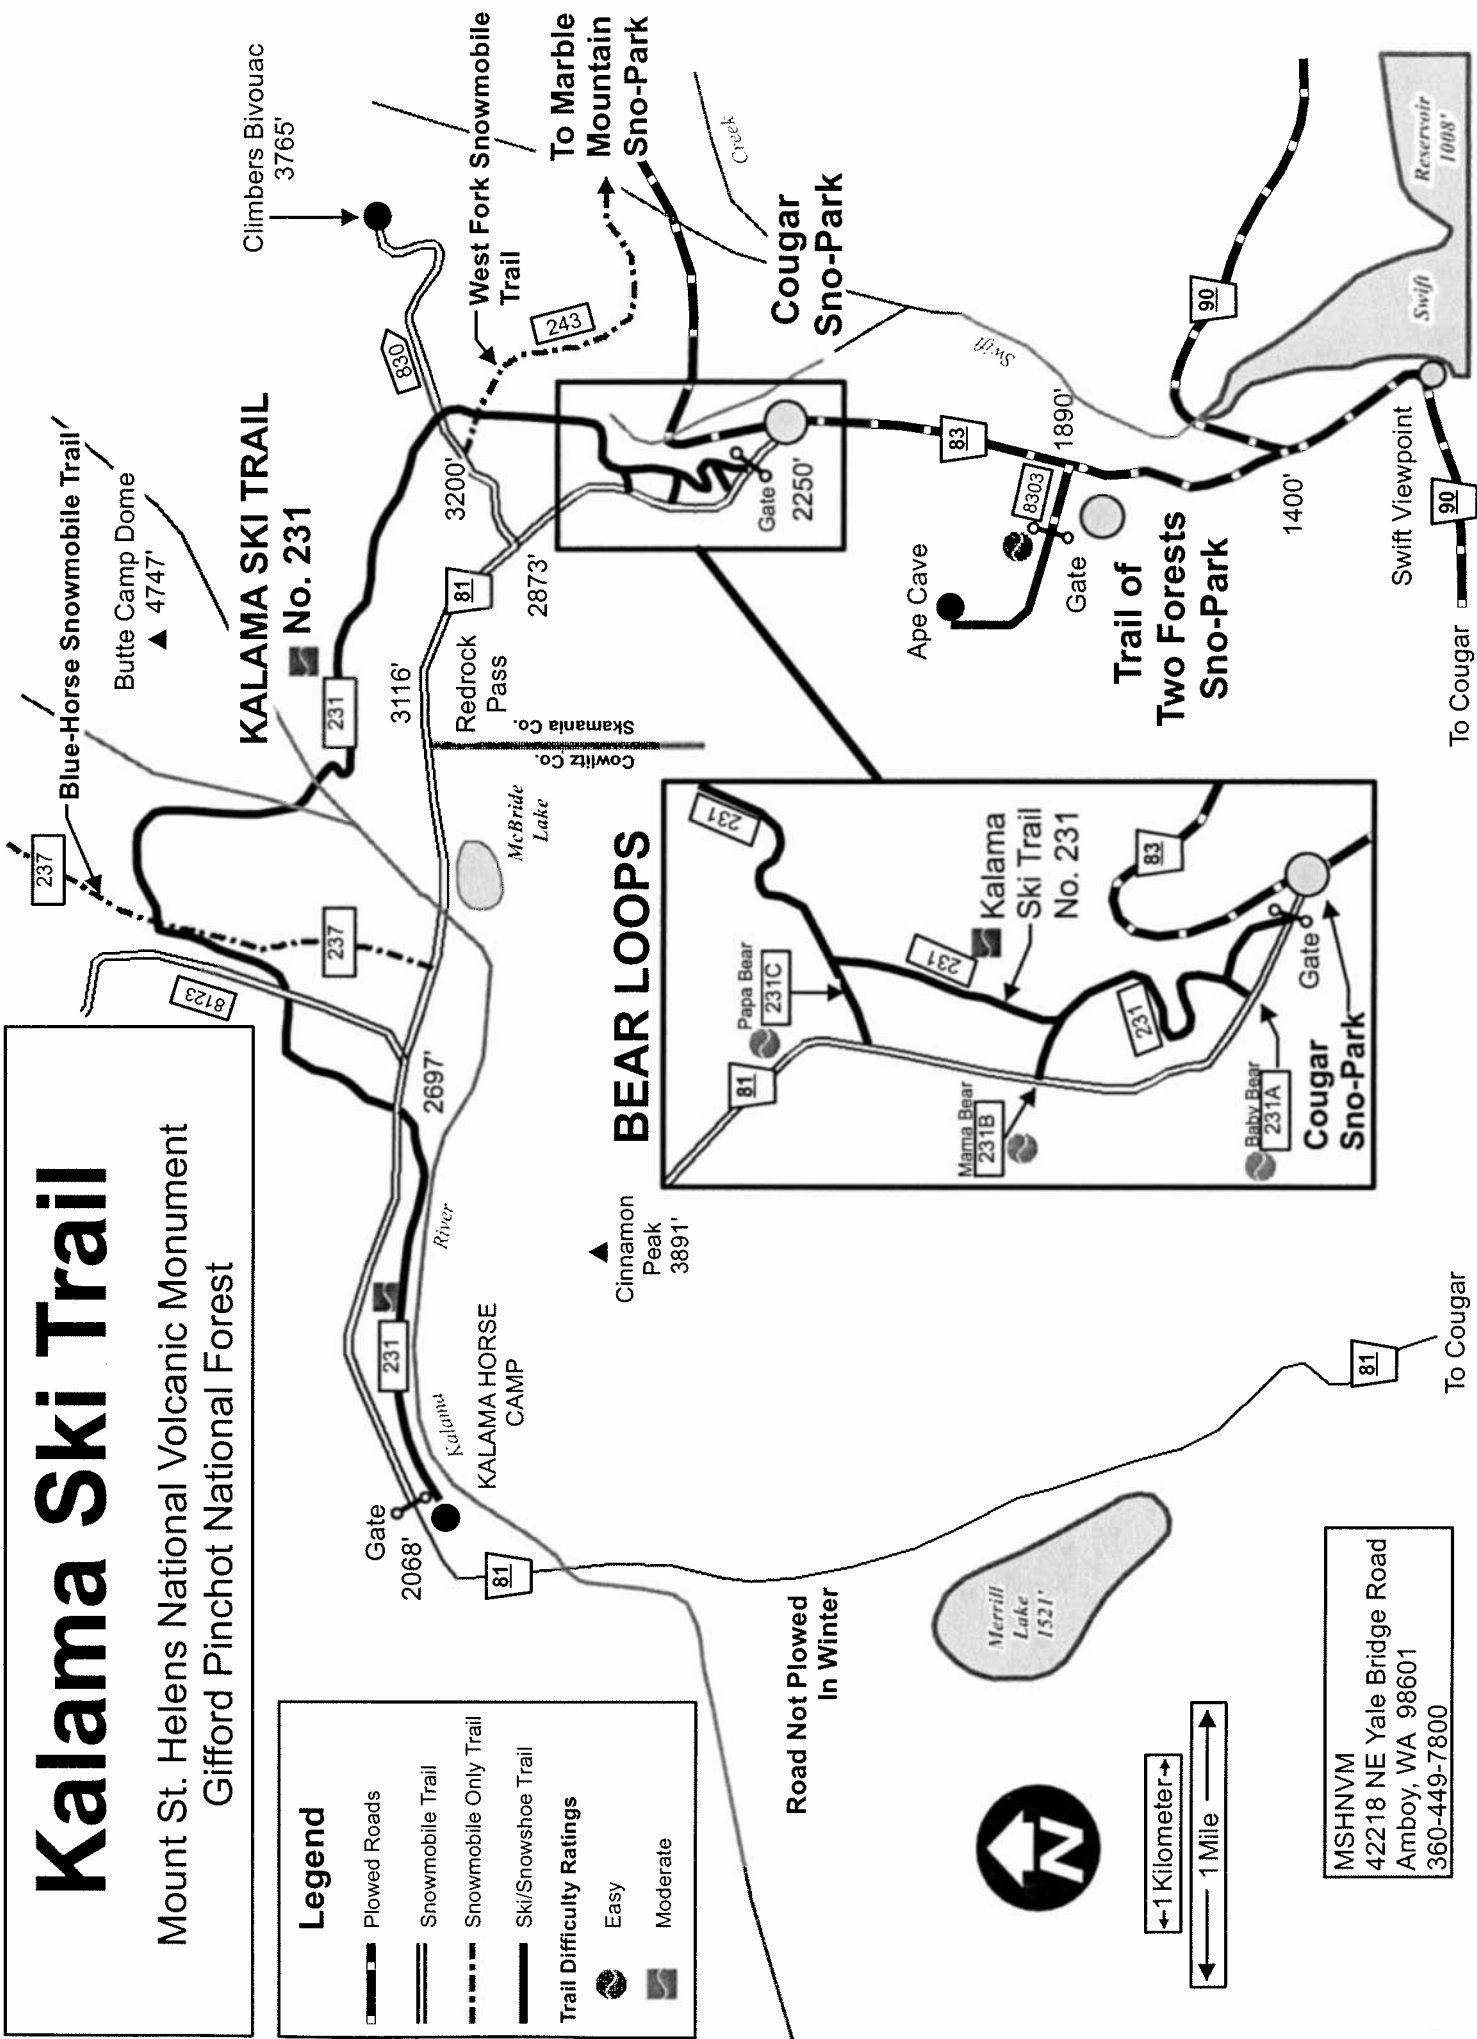 Kalama Ski Trail
Mount St. Helens National Volcanic Monument
Gifford Pinchot National Forest
Legend
Plowed Roads
Snowmobile Trail
Snowmobile Only Trail
Ski/Snowshoe Trail
Trail Difficulty Ratings
Easy
Moderate
Road Not Plowed
In Winter
N
1 Kilometer
1 Mile
MSHNVM
42218 NE Yale Bridge Road
Amboy, WA 98601
360-449-7800
Merrill
Lake
1521'
81
To Cougar
Gate
2068'
81
KALAMA HORSE
CAMP
Kalama
River
231
2697'
8123
237
237
Blue-Horse Snowmobile Trail
Butte Camp Dome
4747'
KALAMA SKI TRAIL
No. 231
231
3116'
Redrock
Pass
Cowlitz Co.
Skamania Co.
McBride
Lake
Cinnamon
Peak
3891'
81
2873'
3200'
830
Climbers Bivouac
3765'
West Fork Snowmobile
Trail
243
To Marble
Mountain
Sno-Park
Creek
Cougar
Sno-Park
Gate
2250'
Swift
83
1890'
8303
Ape Cave
Gate
Trail of
Two Forests
Sno-Park
1400'
90
Swift
Reservoir
1008'
Swift Viewpoint
90
To Cougar
BEAR LOOPS
231
Papa Bear
231C
81
231
Kalama
Ski Trail
No. 231
83
Mama Bear
231B
231
Baby Bear
231A
Gate
Cougar
Sno-Park